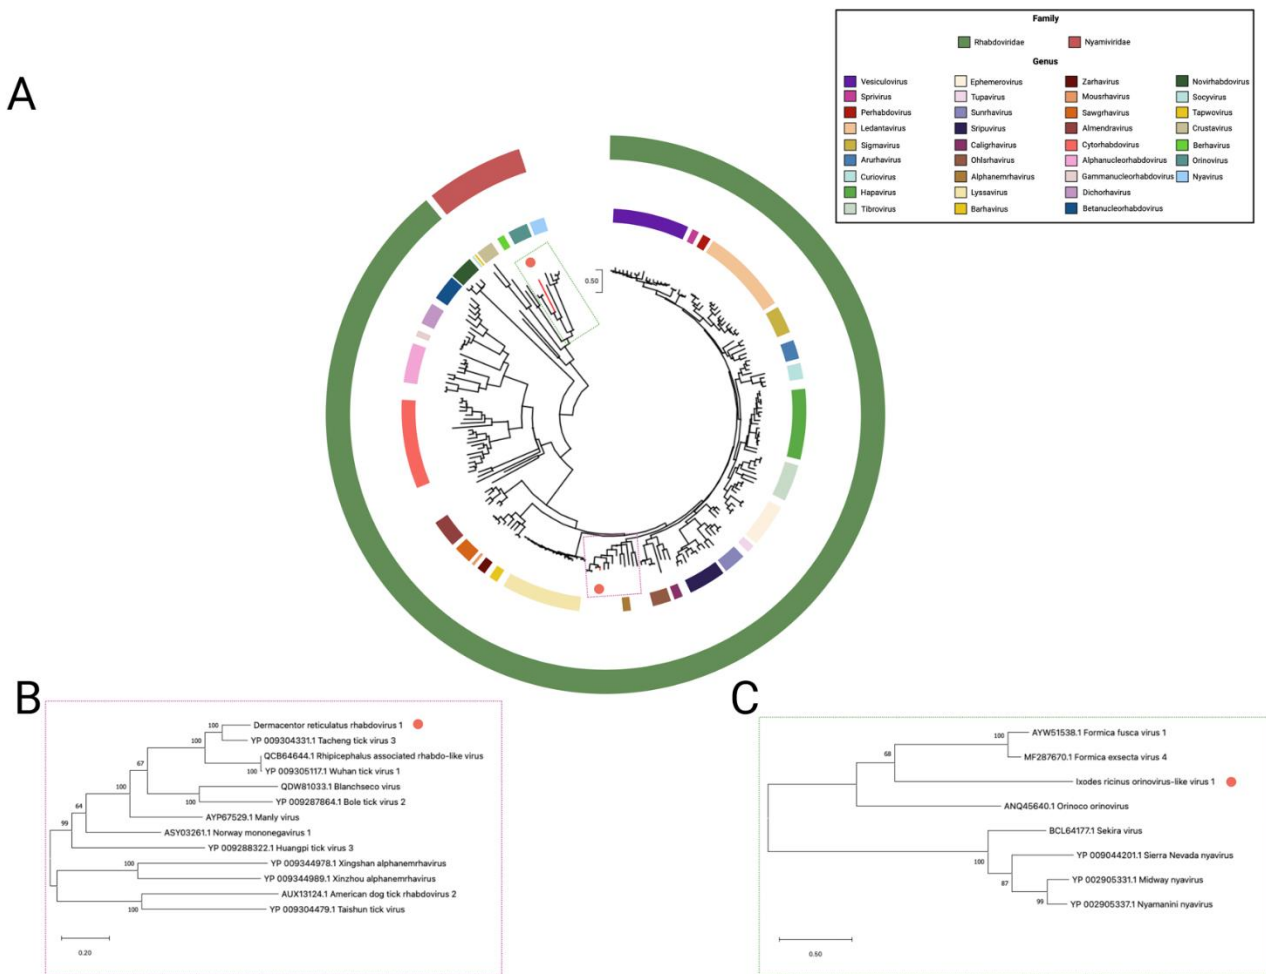 A
Family
Rhabdoviridae
Nyamiviridae
Genus
Vesiculovirus
Sprivirus
Perhabdovirus
Ledantavirus
Sigmavirus
Arurhavirus
Curiovirus
Hapavirus
Tibrovirus
Ephemerovirus
Tupavirus
Sunrhavirus
Sripuvirus
Caligrhavirus
Ohlsrhavirus
Alphanemrhavirus
Lyssavirus
Barhavirus
Zarhavirus
Mousrhavirus
Sawgrhavirus
Almendravirus
Cytorhabdovirus
Alphanucleorhabdovirus
Gammanucleorhabdovirus
Dichorhavirus
Betanucleorhabdovirus
Novirhabdovirus
Socyvirus
Tapwovirus
Crustavirus
Berhavirus
Orinovirus
Nyavirus
0.50
B
100
Dermacentor reticulatus rhabdovirus 1
100
YP 009304331.1 Tacheng tick virus 3
QCB64644.1 Rhipicephalus associated rhabdo-like virus
67
100
YP 009305117.1 Wuhan tick virus 1
100
QDW81033.1 Blanchseco virus
100
YP 009287864.1 Bole tick virus 2
64
AYP67529.1 Manly virus
99
ASY03261.1 Norway mononegavirus 1
YP 009288322.1 Huangpi tick virus 3
100
YP 009344978.1 Xingshan alphanemrhavirus
YP 009344989.1 Xinzhou alphanemrhavirus
AUX13124.1 American dog tick rhabdovirus 2
100
YP 009304479.1 Taishun tick virus
0.20
C
100
AYW51538.1 Formica fusca virus 1
68
MF287670.1 Formica exsecta virus 4
Ixodes ricinus orinovirus-like virus 1
ANQ45640.1 Orinoco orinovirus
BCL64177.1 Sekira virus
100
YP 009044201.1 Sierra Nevada nyavirus
87
YP 002905331.1 Midway nyavirus
99
YP 002905337.1 Nyamanini nyavirus
0.50